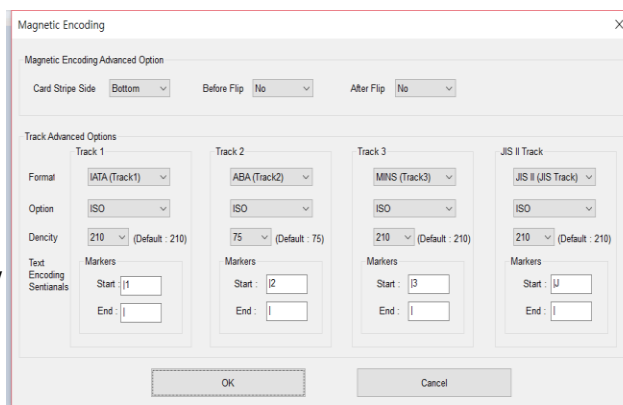 Magnetic Encoding
Magnetic Encoding Advanced Option
Card Stripe Side Bottom Before Flip No After Flip No
Track Advanced Options
Track 1 Track 2 Track 3 JIS II Track
Format IATA (Track1) ABA (Track2) MINS (Track3) JIS II (JIS Track)
Option ISO ISO ISO ISO
Dencity 210 (Default : 210) 75 (Default : 75) 210 (Default : 210) 210 (Default : 210)
Text Encoding Sentianals
Markers Markers Markers Markers
Start : |1 Start : |2 Start : |3 Start : |J
End : | End : | End : | End : |
OK Cancel